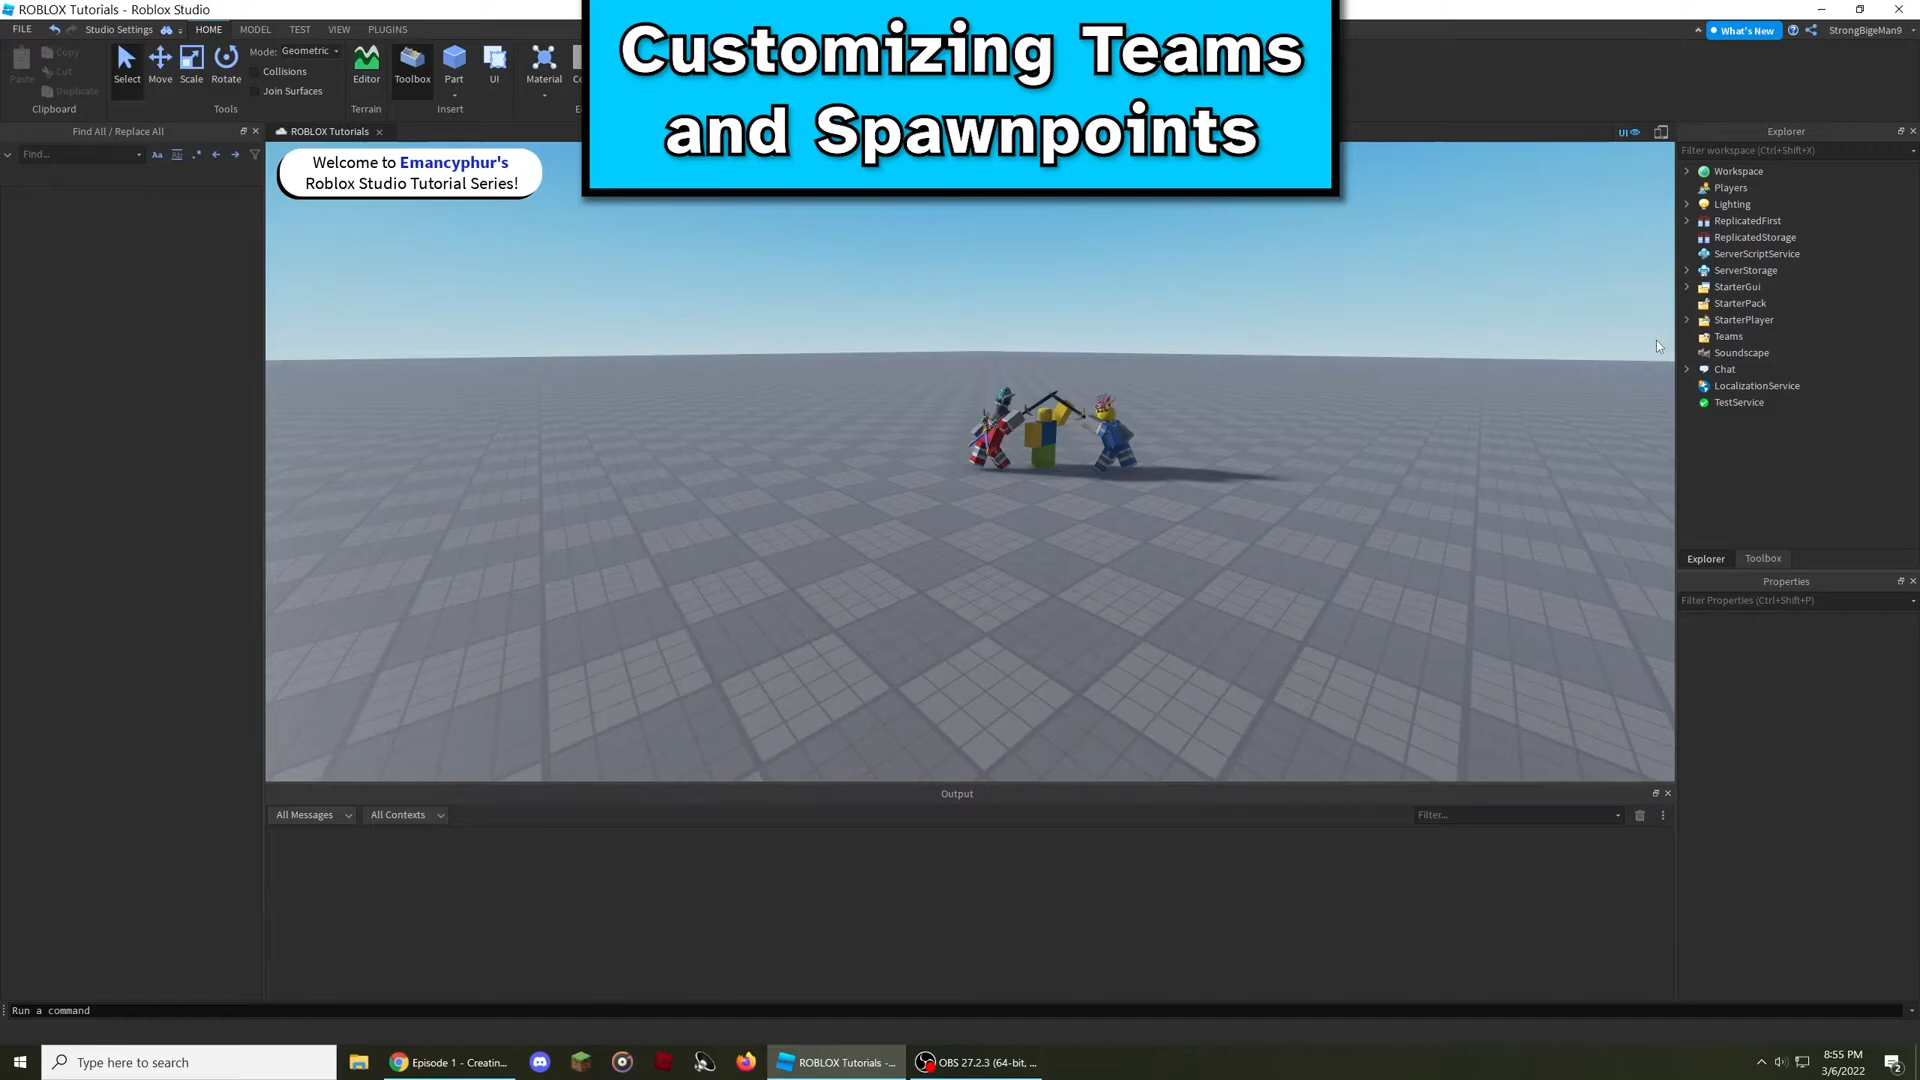 ROBLOX Tutorials - Roblox Studio
Customizing Teams
and Spawnpoints
FILE
Studio Settings
HOME
MODEL
TEST
VIEW
PLUGINS
What's New
StrongBigeMan9
Paste
Copy
Cut
Duplicate
Clipboard
Select
Move
Scale
Rotate
Mode: Geometric
Collisions
Join Surfaces
Tools
Editor
Terrain
Toolbox
Part
UI
Insert
Material
Find All / Replace All
Find...
Aa
Ab
ROBLOX Tutorials
Welcome to Emancyphur's
Roblox Studio Tutorial Series!
UI
Explorer
Filter workspace (Ctrl+Shift+X)
Workspace
Players
Lighting
ReplicatedFirst
ReplicatedStorage
ServerScriptService
ServerStorage
StarterGui
StarterPack
StarterPlayer
Teams
Soundscape
Chat
LocalizationService
TestService
Explorer
Toolbox
Properties
Filter Properties (Ctrl+Shift+P)
Output
All Messages
All Contexts
Filter...
Run a command
Type here to search
Episode 1 - Creatin...
ROBLOX Tutorials -...
OBS 27.2.3 (64-bit, ...
8:55 PM
3/6/2022
2